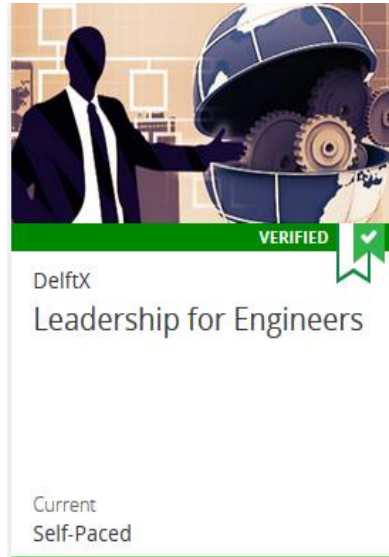 VERIFIED
DelftX
Leadership for Engineers
Current
Self-Paced